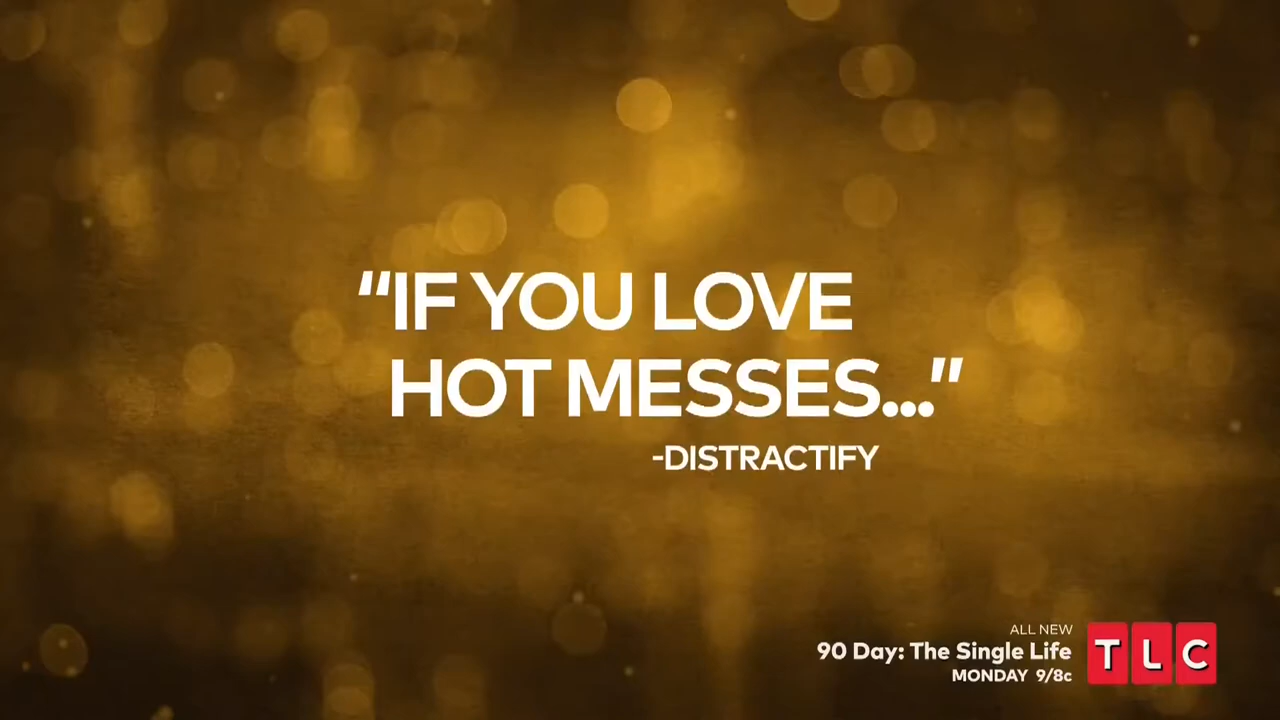 “IF YOU LOVE
HOT MESSES...”
-DISTRACTIFY
ALL NEW
90 Day: The Single Life
MONDAY 9/8c
TLC